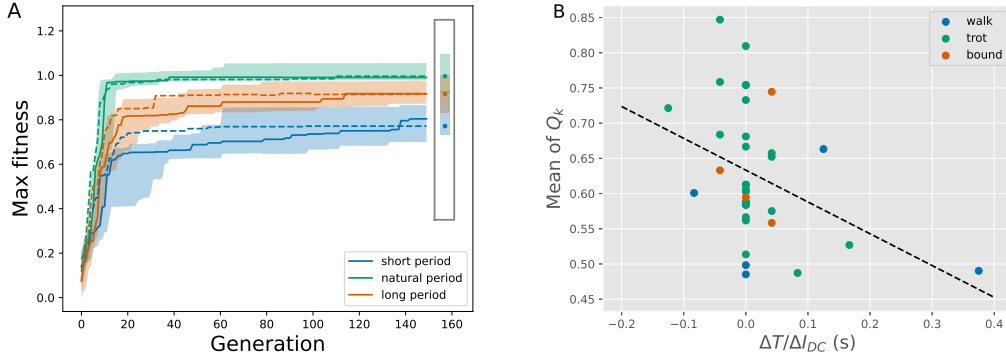 A
Max fitness
1.2
1.0
0.8
0.6
0.4
0.2
0.0
0 20 40 60 80 100 120 140 160
Generation
short period
natural period
long period
B
Mean of Q_k
0.85
0.80
0.75
0.70
0.65
0.60
0.55
0.50
0.45
−0.2 −0.1 0.0 0.1 0.2 0.3 0.4
ΔT/ΔI_DC (s)
walk
trot
bound